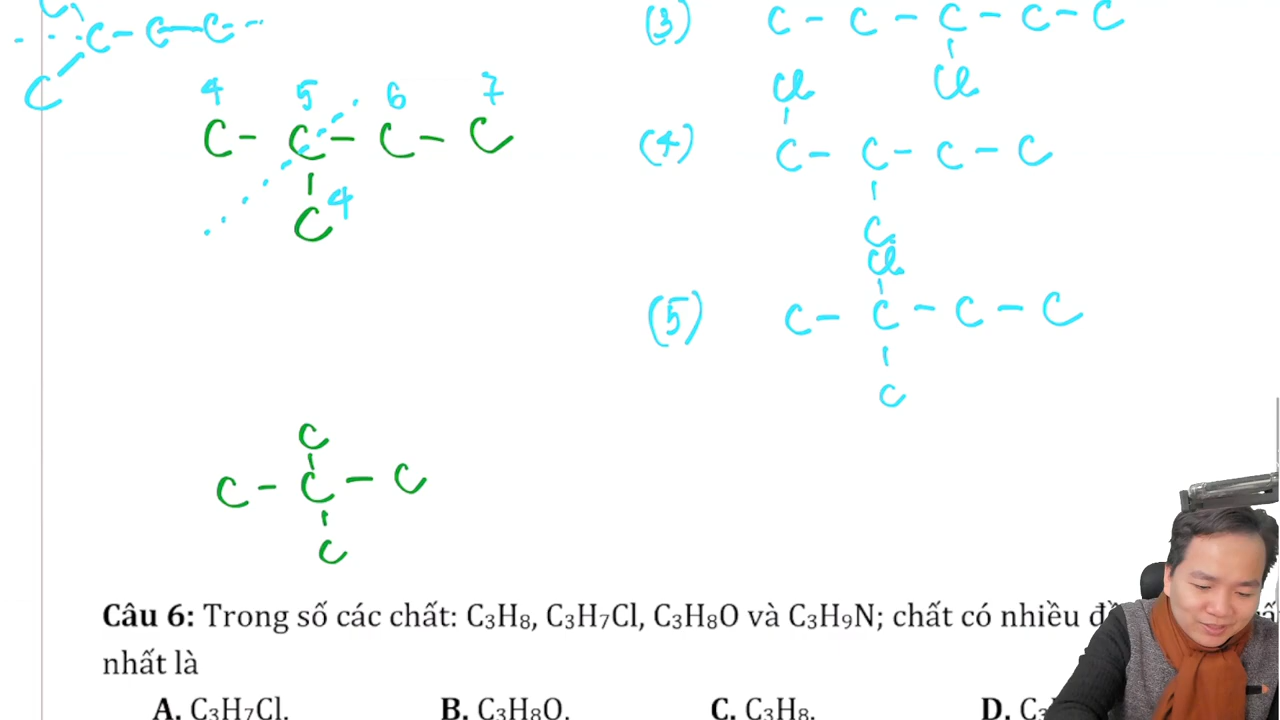 C - C - C
C
(3) C - C - C - C - C
Cl
4 5 6 7
C - C - C - C
C 4
Cl
(4) C - C - C - C
C
Cl
(5) C - C - C - C
C
C
C - C - C
C
Câu 6: Trong số các chất: C₃H₈, C₃H₇Cl, C₃H₈O và C₃H₉N; chất có nhiều
nhất là
A. C₃H₇Cl. B. C₃H₈O. C. C₃H₈. D. C₃